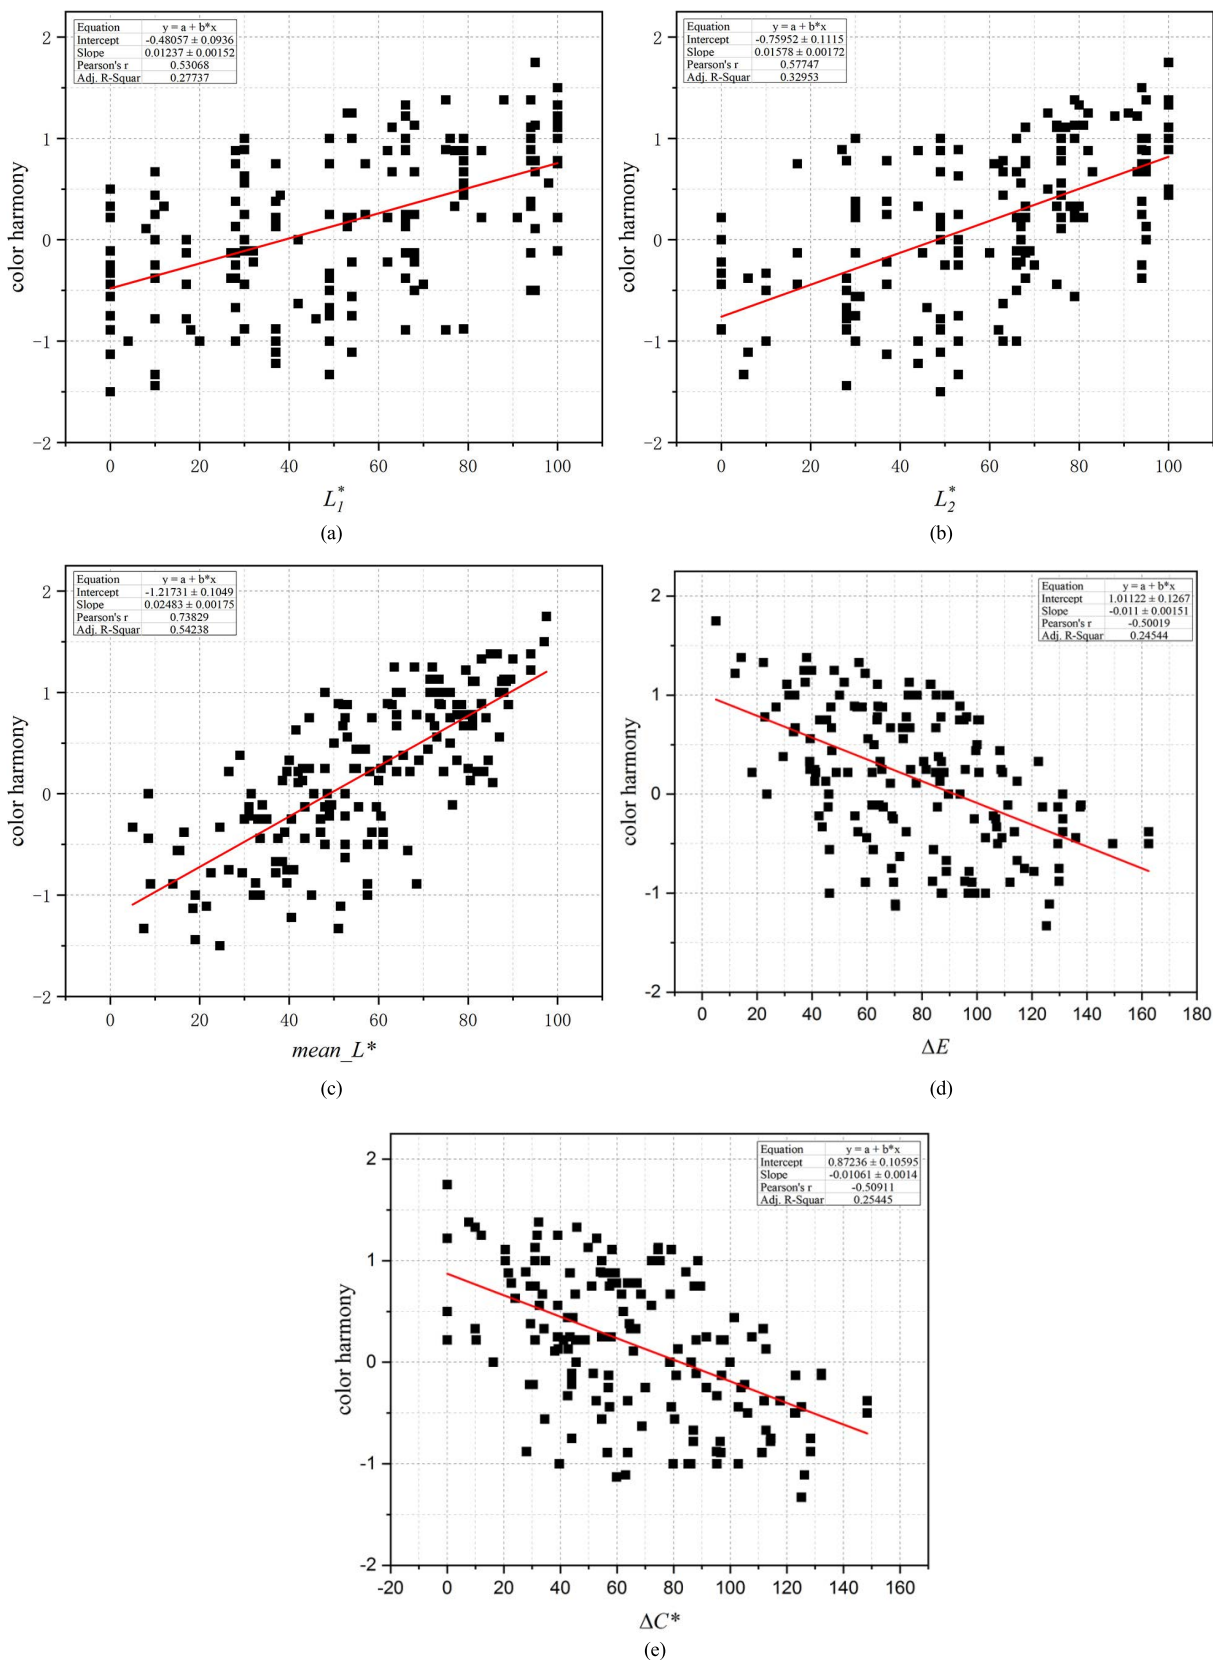 Equation y = a + b*x
Intercept -0.48057 ± 0.0936
Slope 0.01237 ± 0.00152
Pearson's r 0.53068
Adj. R-Squar 0.27737
2
1
0
-1
-2
color harmony
0 20 40 60 80 100
L1*
(a)
Equation y = a + b*x
Intercept -0.75952 ± 0.1115
Slope 0.01578 ± 0.00172
Pearson's r 0.57747
Adj. R-Squar 0.32953
2
1
0
-1
-2
color harmony
0 20 40 60 80 100
L2*
(b)
Equation y = a + b*x
Intercept -1.21731 ± 0.1049
Slope 0.02483 ± 0.00175
Pearson's r 0.73829
Adj. R-Squar 0.54238
2
1
0
-1
-2
color harmony
0 20 40 60 80 100
mean_L*
(c)
Equation y = a + b*x
Intercept 1.01122 ± 0.1267
Slope -0.011 ± 0.00151
Pearson's r -0.50019
Adj. R-Squar 0.24544
2
1
0
-1
-2
color harmony
0 20 40 60 80 100 120 140 160 180
ΔE
(d)
Equation y = a + b*x
Intercept 0.87236 ± 0.10595
Slope -0.01061 ± 0.0014
Pearson's r -0.50911
Adj. R-Squar 0.25445
2
1
0
-1
-2
color harmony
-20 0 20 40 60 80 100 120 140 160
ΔC*
(e)